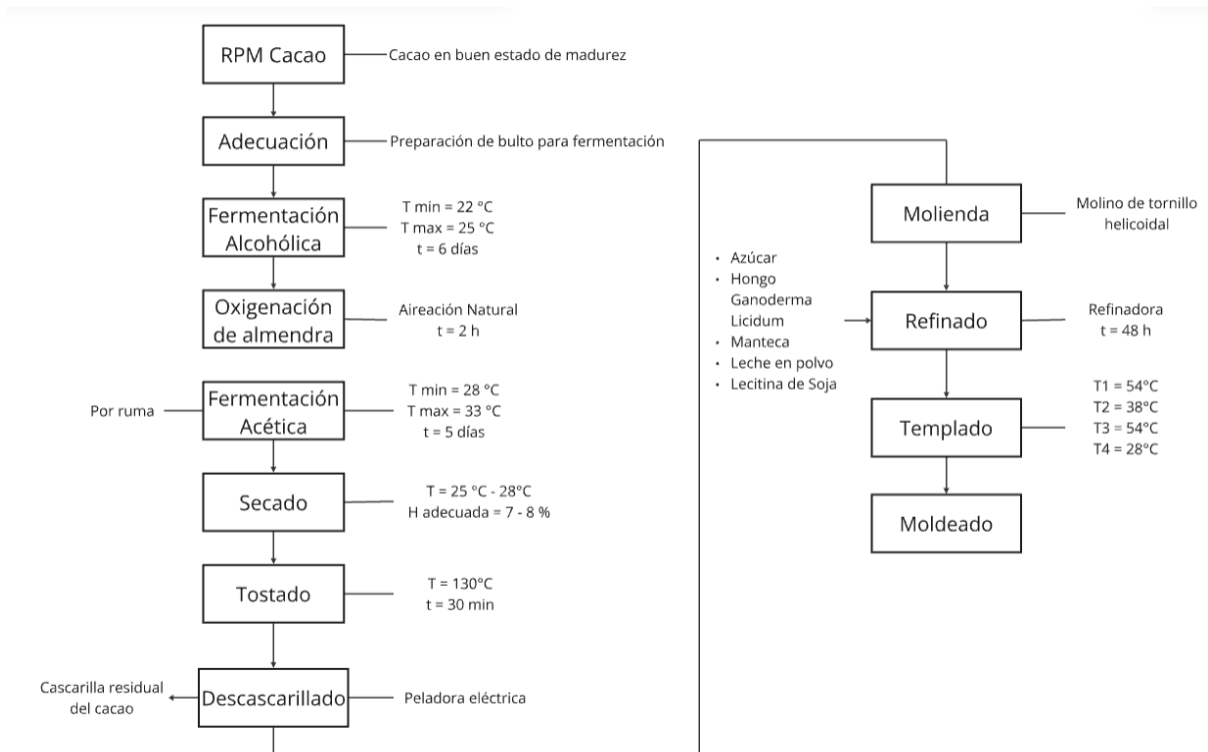 RPM Cacao
Cacao en buen estado de madurez
Adecuación
Preparación de bulto para fermentación
Fermentación
Alcohólica
T min = 22 °C
T max = 25 °C
t = 6 días
Oxigenación
de almendra
Aireación Natural
t = 2 h
Por ruma
Fermentación
Acética
T min = 28 °C
T max = 33 °C
t = 5 días
Secado
T = 25 °C - 28°C
H adecuada = 7 - 8 %
Tostado
T = 130°C
t = 30 min
Cascarilla residual
del cacao
Descascarillado
Peladora eléctrica
Molienda
Molino de tornillo
helicoidal
• Azúcar
• Hongo
Ganoderma
Licidum
• Manteca
• Leche en polvo
• Lecitina de Soja
Refinado
Refinadora
t = 48 h
Templado
T1 = 54°C
T2 = 38°C
T3 = 54°C
T4 = 28°C
Moldeado